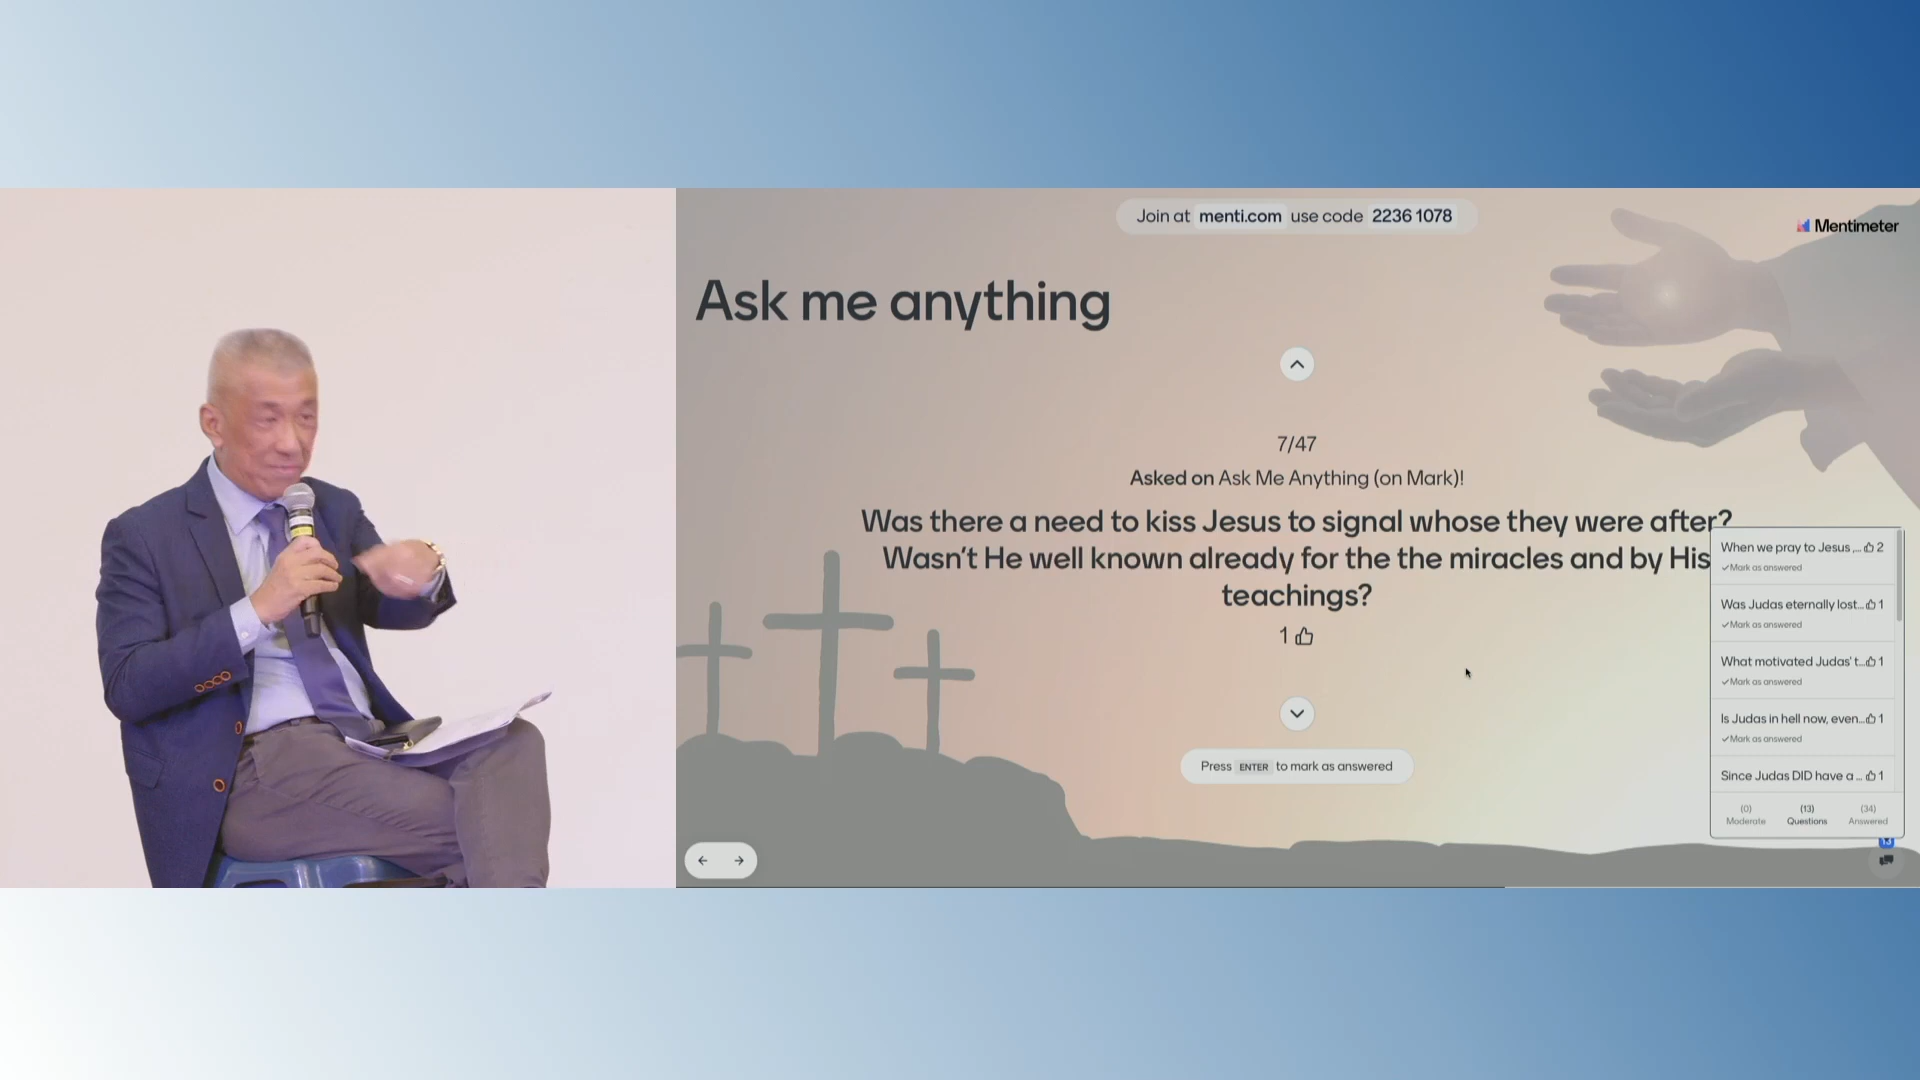 Join at menti.com use code 2236 1078
Mentimeter
Ask me anything
7/47
Asked on Ask Me Anything (on Mark)!
Was there a need to kiss Jesus to signal whose they were after?
Wasn't He well known already for the the miracles and by His
teachings?
1
Press ENTER to mark as answered
When we pray to Jesus ,... 2
✓Mark as answered
Was Judas eternally lost... 1
✓Mark as answered
What motivated Judas' t... 1
✓Mark as answered
Is Judas in hell now, even... 1
✓Mark as answered
Since Judas DID have a ... 1
(0) (13) (34)
Moderate Questions Answered
13